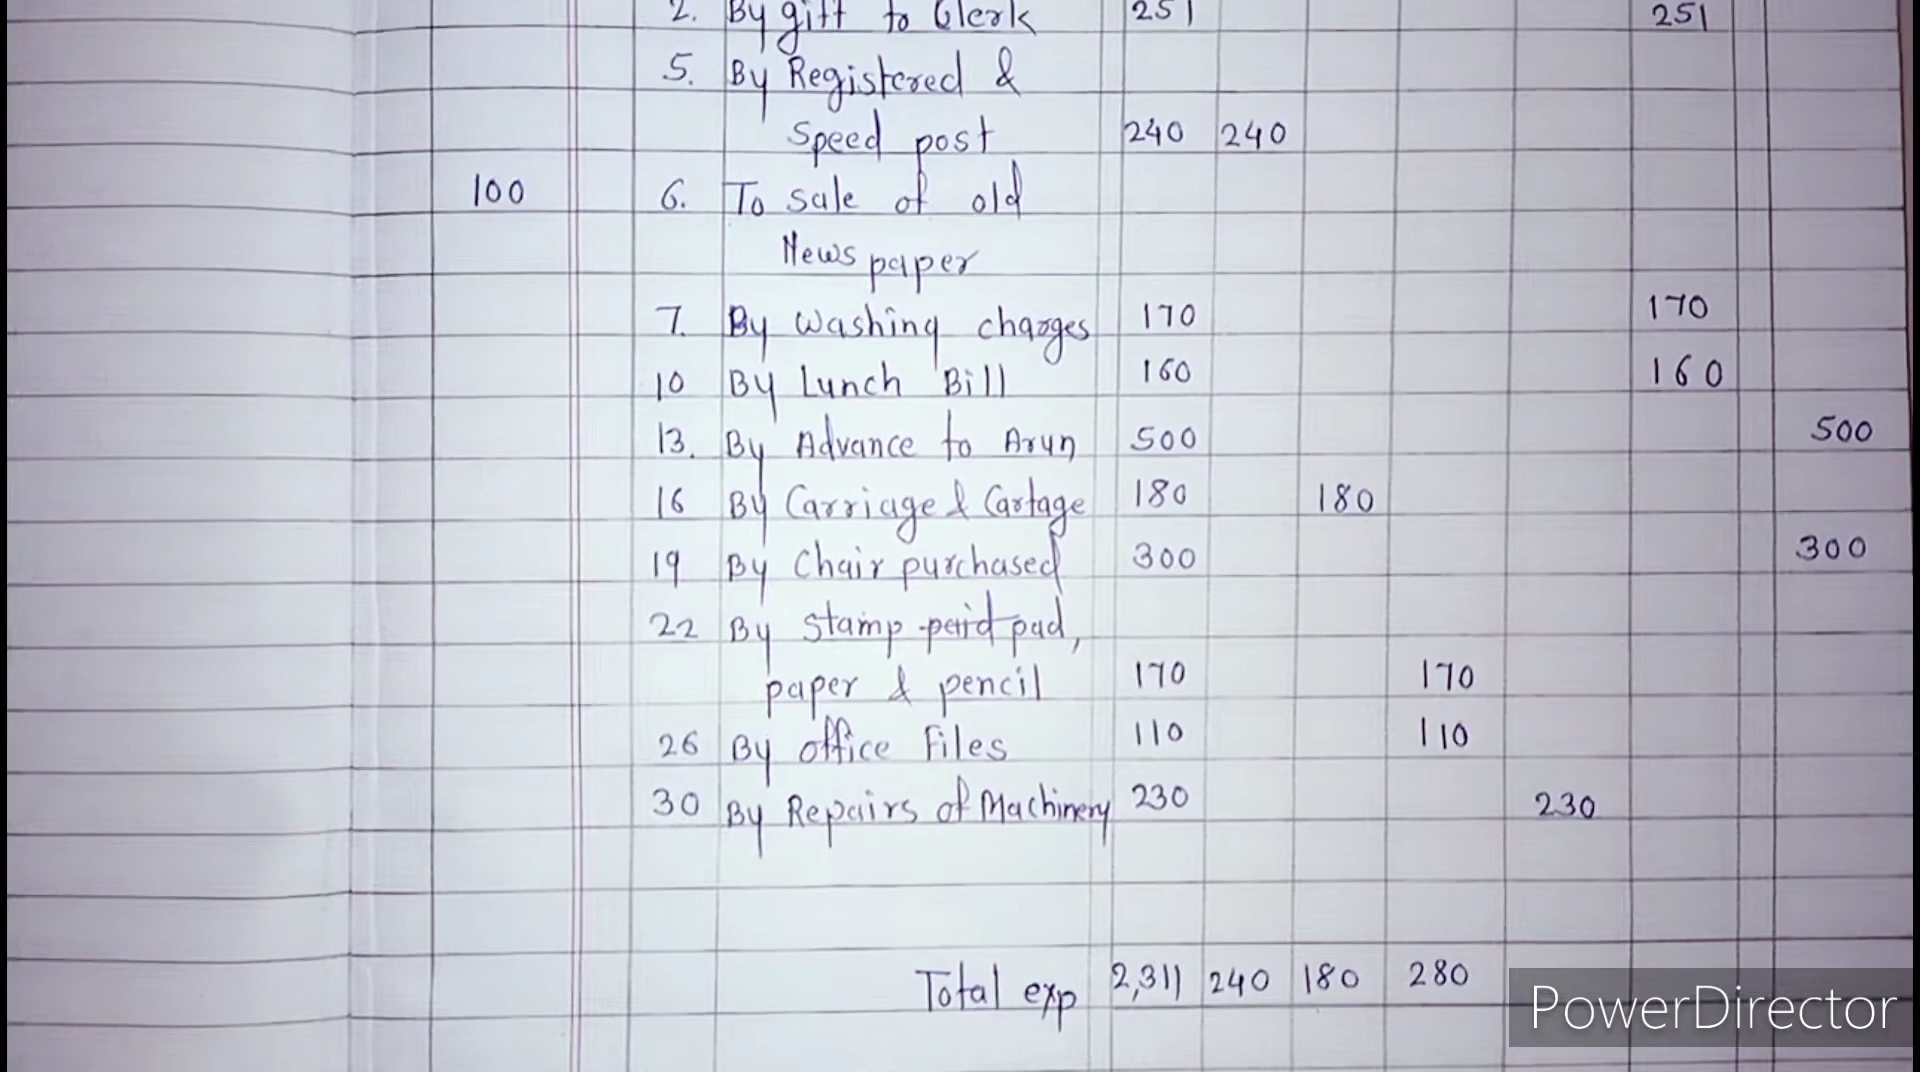 2. By gift to Clerk 251 251
5. By Registered &
Speed post 240 240
100 6. To sale of old
News paper
7. By Washing charges 170 170
10 By Lunch Bill 160 160
13. By Advance to Arun 500 500
16 By Carriage & Cartage 180 180
19 By Chair purchased 300 300
22 By Stamp paid pad,
paper & pencil 170 170
26 By office Files 110 110
30 By Repairs of Machinery 230 230
Total exp 2,311 240 180 280
PowerDirector